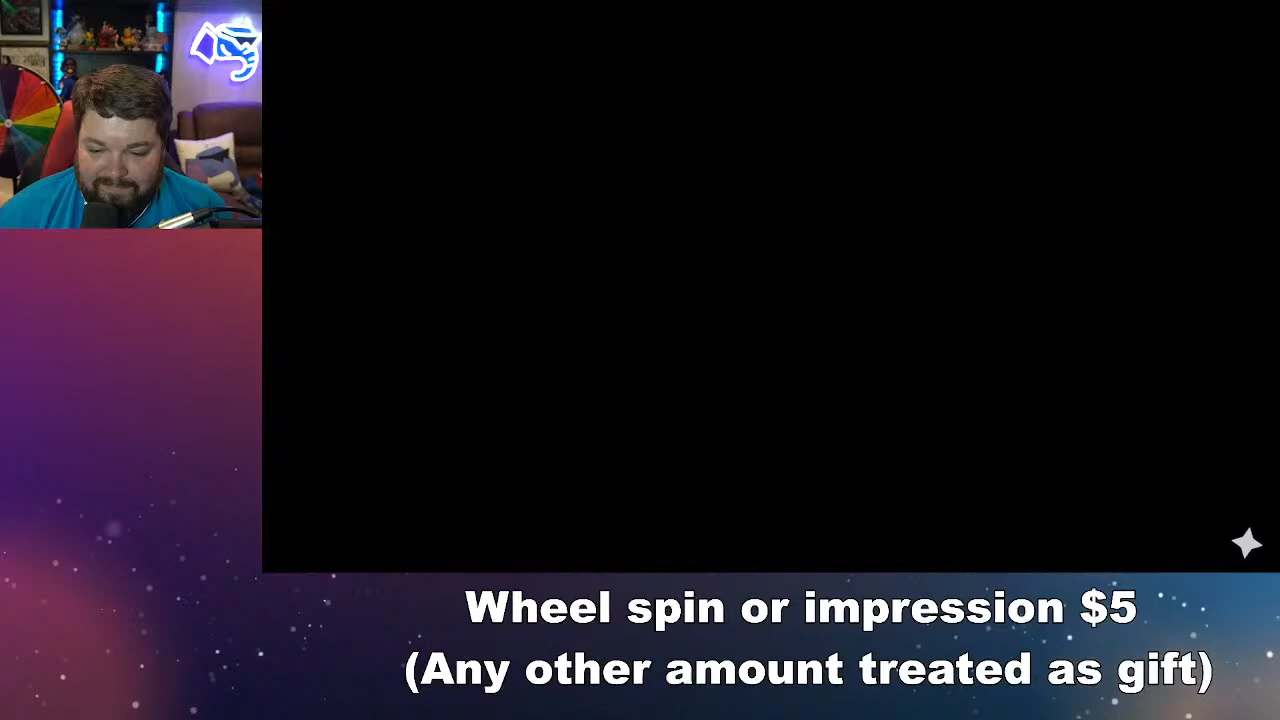 Wheel spin or impression $5
(Any other amount treated as gift)